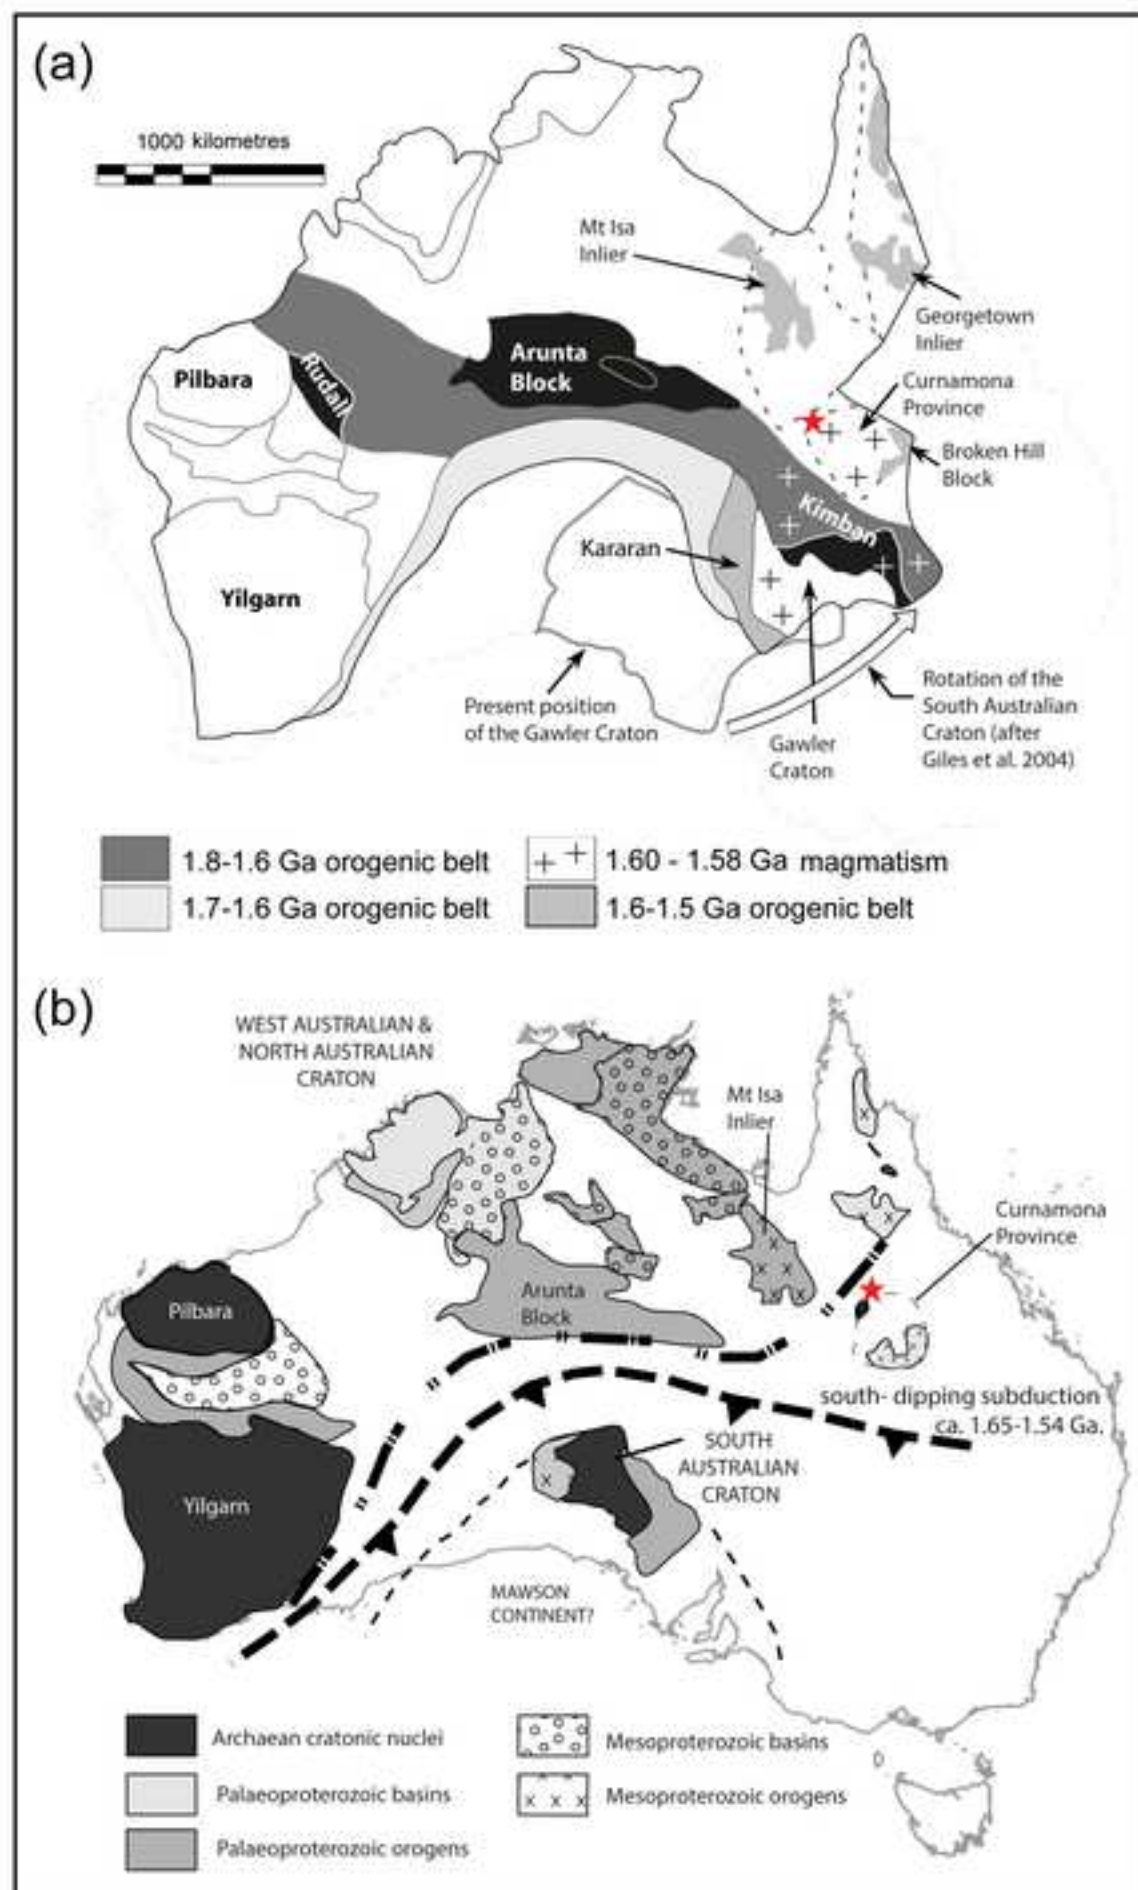 (a)
1000 kilometres
Mt Isa
Inlier
Georgetown
Inlier
Arunta
Block
Pilbara
Rudall
Curnamona
Province
Broken Hill
Block
Kimban
Kararan
Yilgarn
Present position
of the Gawler Craton
Gawler
Craton
Rotation of the
South Australian
Craton (after
Giles et al. 2004)
1.8-1.6 Ga orogenic belt
1.60 - 1.58 Ga magmatism
1.7-1.6 Ga orogenic belt
1.6-1.5 Ga orogenic belt
(b)
WEST AUSTRALIAN &
NORTH AUSTRALIAN
CRATON
Mt Isa
Inlier
Curnamona
Province
Pilbara
Arunta
Block
south- dipping subduction
ca. 1.65-1.54 Ga.
SOUTH
AUSTRALIAN
CRATON
Yilgarn
MAWSON
CONTINENT?
Archaean cratonic nuclei
Mesoproterozoic basins
Palaeoproterozoic basins
Mesoproterozoic orogens
Palaeoproterozoic orogens